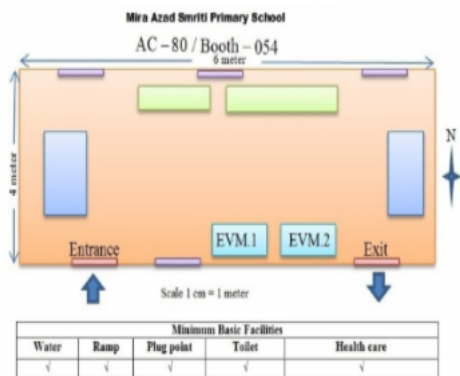 Mira Azad Smriti Primary School
AC – 80 / Booth – 054
6 meter
4 meter
N
EVM.1 EVM.2
Entrance Exit
Scale 1 cm = 1 meter
Minimum Basic Facilities
Water Ramp Plug point Toilet Health care
√ √ √ √ √